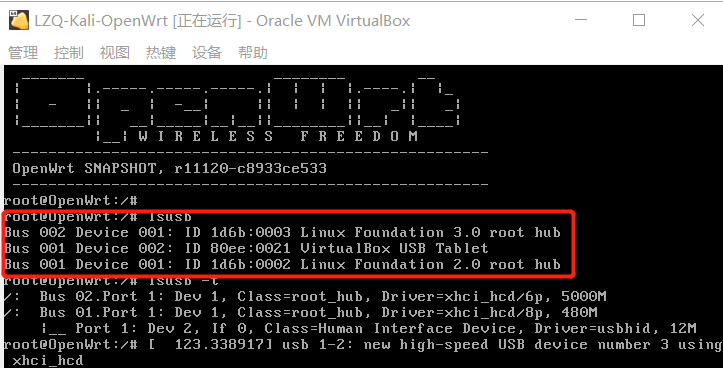 LZQ-Kali-OpenWrt [正在运行] - Oracle VM VirtualBox
管理 控制 视图 热键 设备 帮助
OpenWrt
W I R E L E S S   F R E E D O M
-----------------------------------------------------
OpenWrt SNAPSHOT, r11120-c8933ce533
-----------------------------------------------------
root@OpenWrt:/#
root@OpenWrt:/# lsusb
Bus 002 Device 001: ID 1d6b:0003 Linux Foundation 3.0 root hub
Bus 001 Device 002: ID 80ee:0021 VirtualBox USB Tablet
Bus 001 Device 001: ID 1d6b:0002 Linux Foundation 2.0 root hub
root@OpenWrt:/# lsusb -t
/:  Bus 02.Port 1: Dev 1, Class=root_hub, Driver=xhci_hcd/6p, 5000M
/:  Bus 01.Port 1: Dev 1, Class=root_hub, Driver=xhci_hcd/8p, 480M
    |__ Port 1: Dev 2, If 0, Class=Human Interface Device, Driver=usbhid, 12M
root@OpenWrt:/# [  123.338917] usb 1-2: new high-speed USB device number 3 using
xhci_hcd